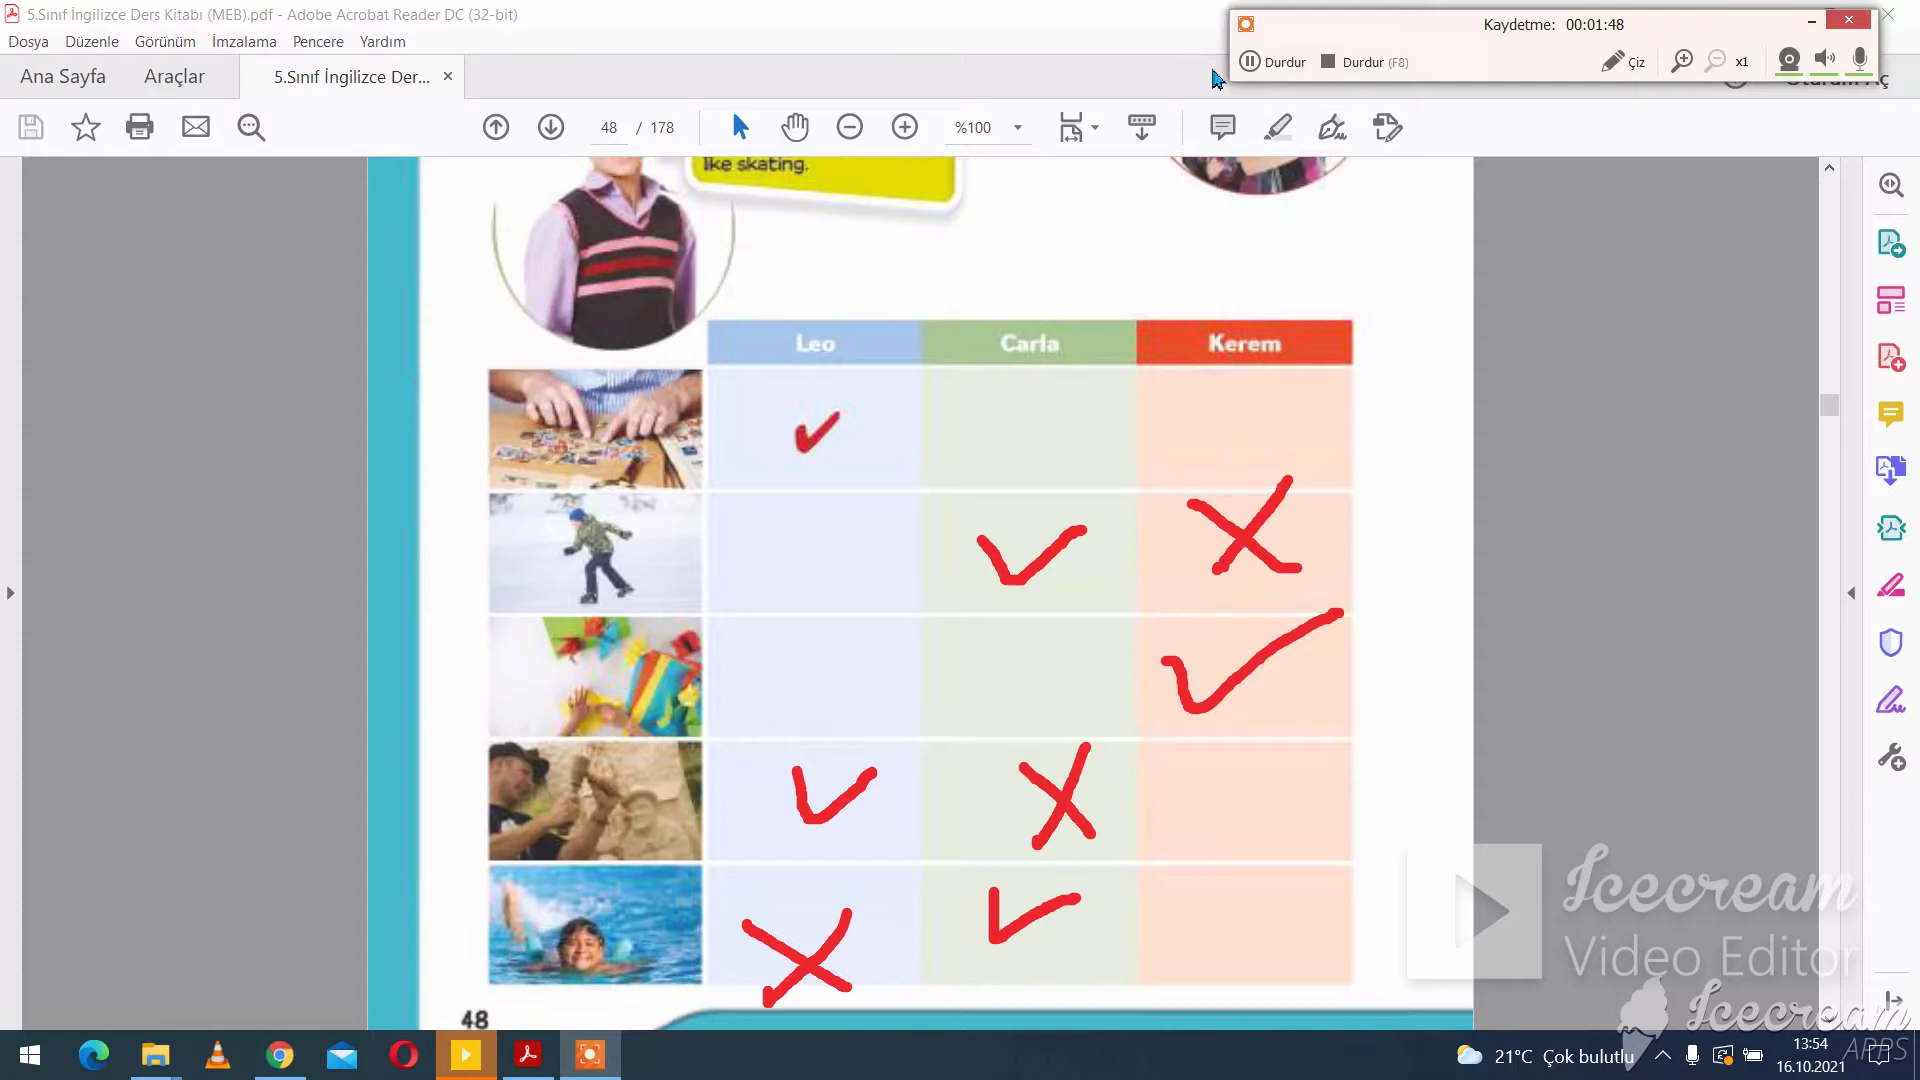 5.Sınıf İngilizce Ders Kitabı (MEB).pdf - Adobe Acrobat Reader DC (32-bit)
Dosya Düzenle Görünüm İmzalama Pencere Yardım
Kaydetme: 00:01:48
Durdur Durdur (F8) Çiz x1
Ana Sayfa Araçlar 5.Sınıf İngilizce Der... Oturum Aç
48 / 178 %100
like skating.
Leo Carla Kerem
48
Icecream
Video Editor
Icecream
APPS
21°C Çok bulutlu
13:54
16.10.2021